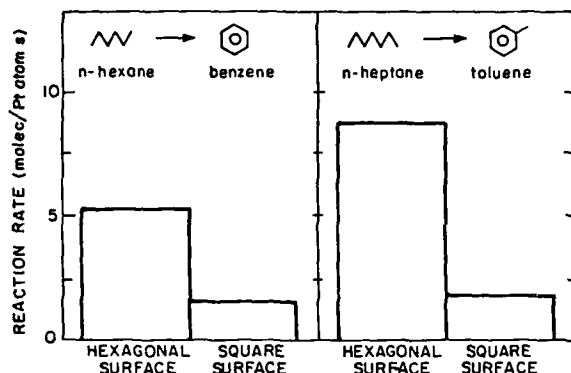 REACTION RATE (molec/Pt atom s)
10
5
0
n-hexane
benzene
n-heptane
toluene
HEXAGONAL SURFACE
SQUARE SURFACE
HEXAGONAL SURFACE
SQUARE SURFACE